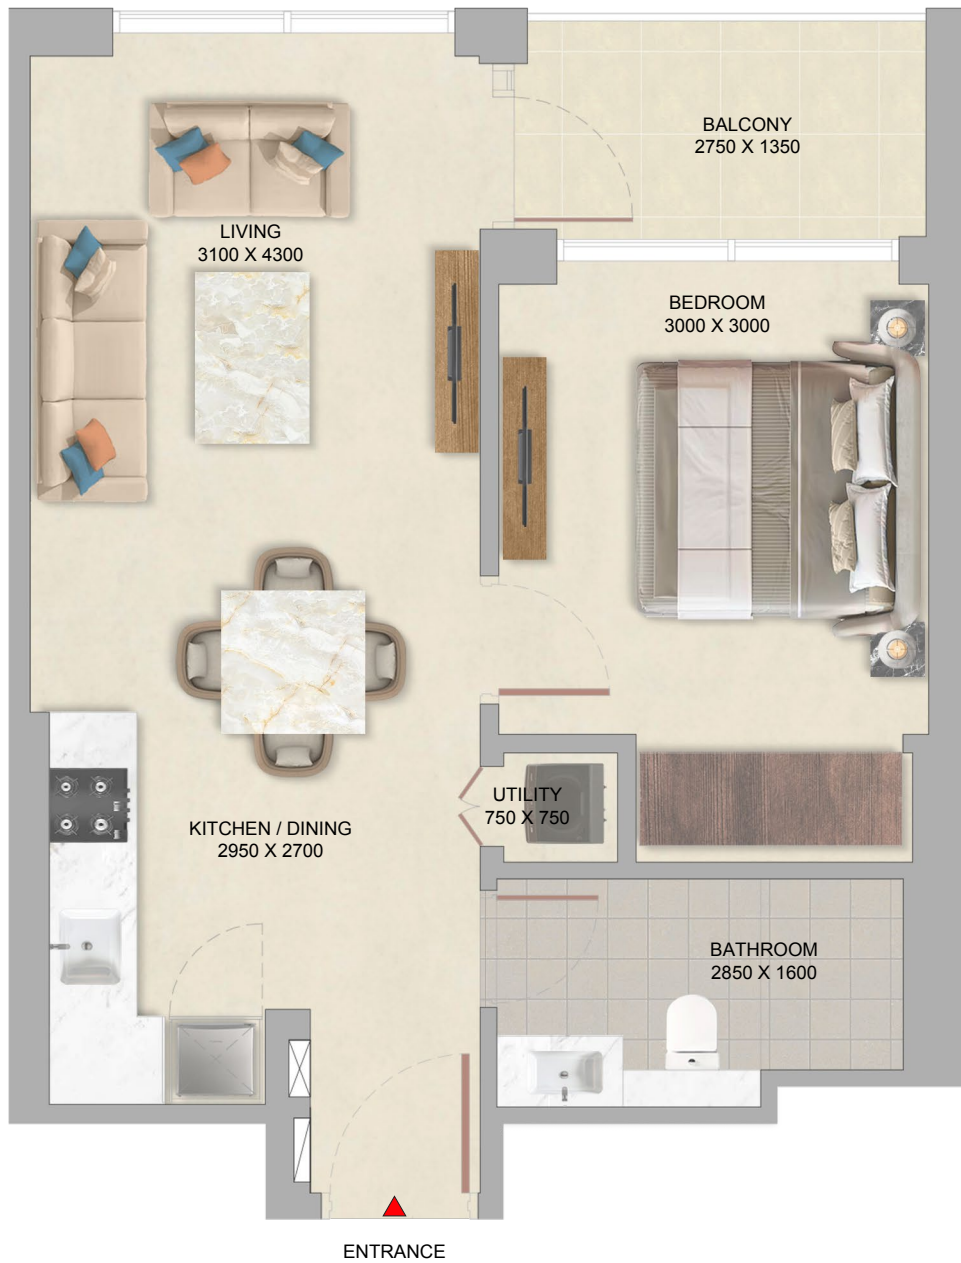 BALCONY
2750 X 1350
LIVING
3100 X 4300
BEDROOM
3000 X 3000
UTILITY
750 X 750
KITCHEN / DINING
2950 X 2700
BATHROOM
2850 X 1600
ENTRANCE